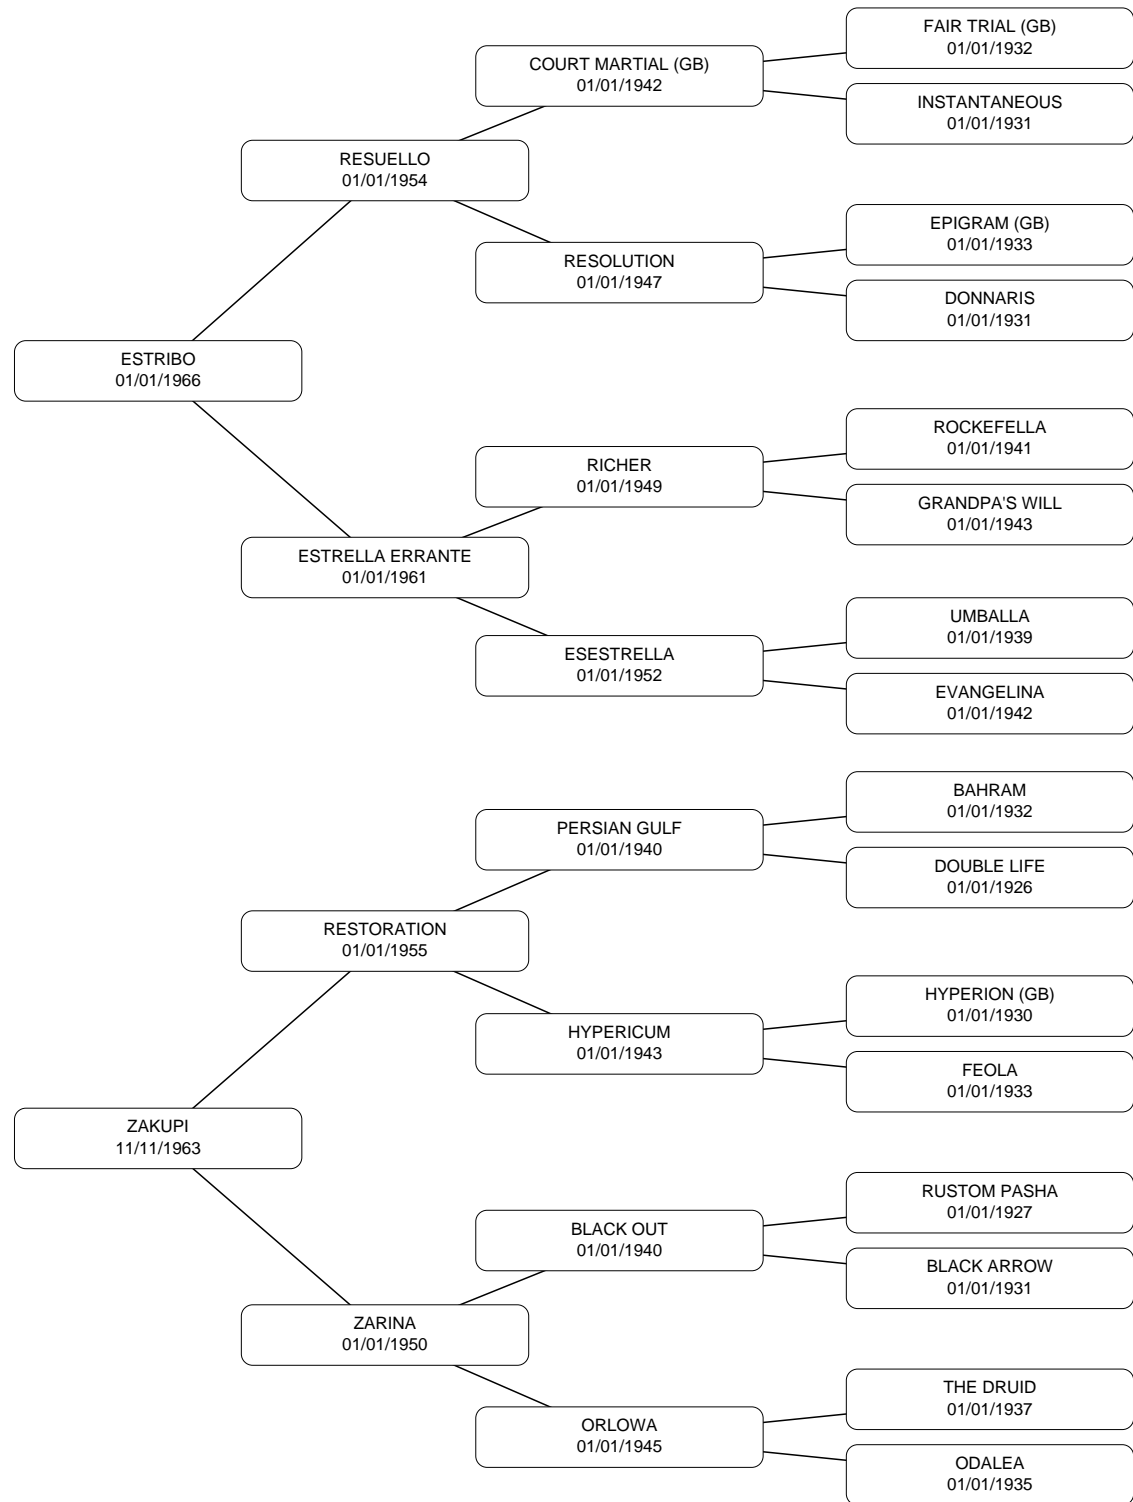 FAIR TRIAL (GB)
01/01/1932
COURT MARTIAL (GB)
01/01/1942
INSTANTANEOUS
01/01/1931
RESUELLO
01/01/1954
EPIGRAM (GB)
01/01/1933
RESOLUTION
01/01/1947
DONNARIS
01/01/1931
ESTRIBO
01/01/1966
ROCKEFELLA
01/01/1941
RICHER
01/01/1949
GRANDPA'S WILL
01/01/1943
ESTRELLA ERRANTE
01/01/1961
UMBALLA
01/01/1939
ESESTRELLA
01/01/1952
EVANGELINA
01/01/1942
BAHRAM
01/01/1932
PERSIAN GULF
01/01/1940
DOUBLE LIFE
01/01/1926
RESTORATION
01/01/1955
HYPERION (GB)
01/01/1930
HYPERICUM
01/01/1943
FEOLA
01/01/1933
ZAKUPI
11/11/1963
RUSTOM PASHA
01/01/1927
BLACK OUT
01/01/1940
BLACK ARROW
01/01/1931
ZARINA
01/01/1950
THE DRUID
01/01/1937
ORLOWA
01/01/1945
ODALEA
01/01/1935